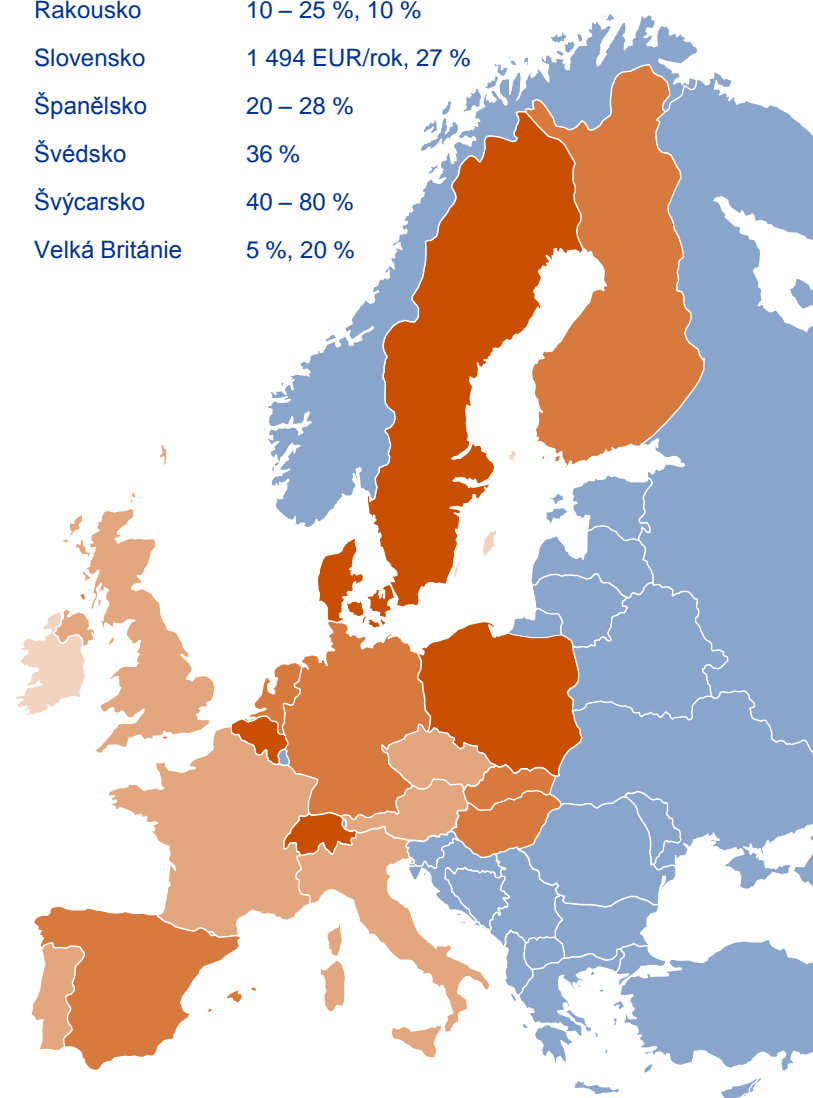 Rakousko 10 – 25 %, 10 %
Slovensko 1 494 EUR/rok, 27 %
Španělsko 20 – 28 %
Švédsko 36 %
Švýcarsko 40 – 80 %
Velká Británie 5 %, 20 %